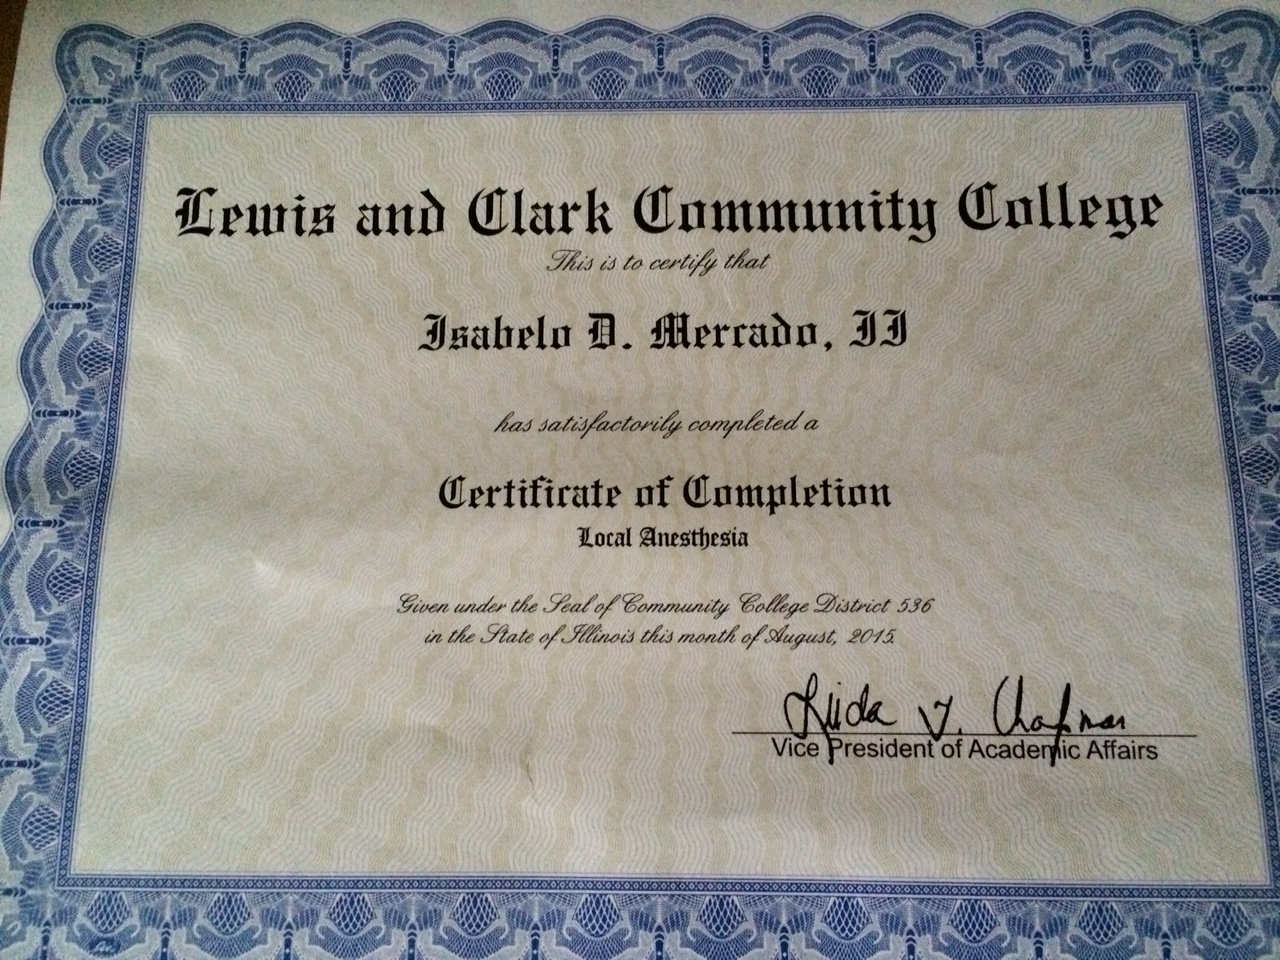 Lewis and Clark Community College
This is to certify that
Isabelo D. Mercado, II
has satisfactorily completed a
Certificate of Completion
Local Anesthesia
Given under the Seal of Community College District 536
in the State of Illinois this month of August, 2015.
Linda T. Chapman
Vice President of Academic Affairs